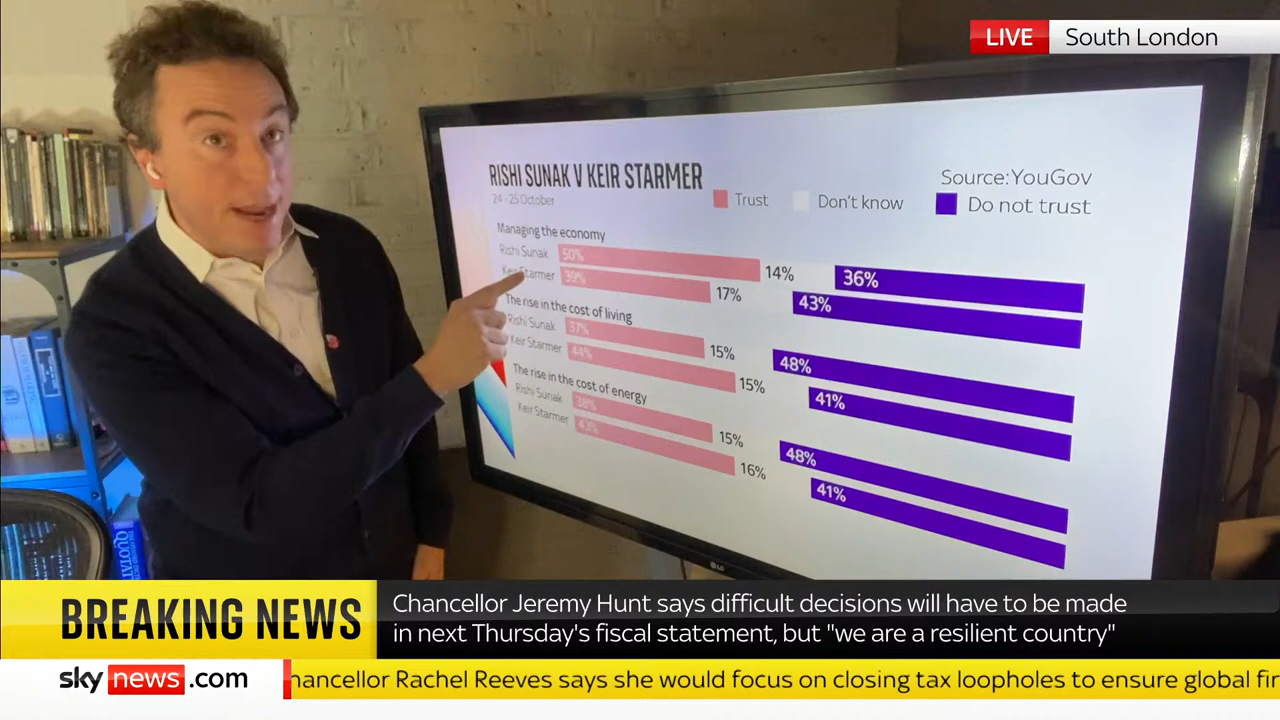 LIVE South London
RISHI SUNAK V KEIR STARMER
24 - 25 October
Source:YouGov
Trust Don't know Do not trust
Managing the economy
Rishi Sunak 50% 14% 36%
Keir Starmer 39% 17% 43%
The rise in the cost of living
Rishi Sunak 37% 15% 48%
Keir Starmer 44% 15% 41%
The rise in the cost of energy
Rishi Sunak 38% 15% 48%
Keir Starmer 43% 16% 41%
LG
QUOTAT
BREAKING NEWS
Chancellor Jeremy Hunt says difficult decisions will have to be made
in next Thursday's fiscal statement, but "we are a resilient country"
sky news.com
hancellor Rachel Reeves says she would focus on closing tax loopholes to ensure global fir